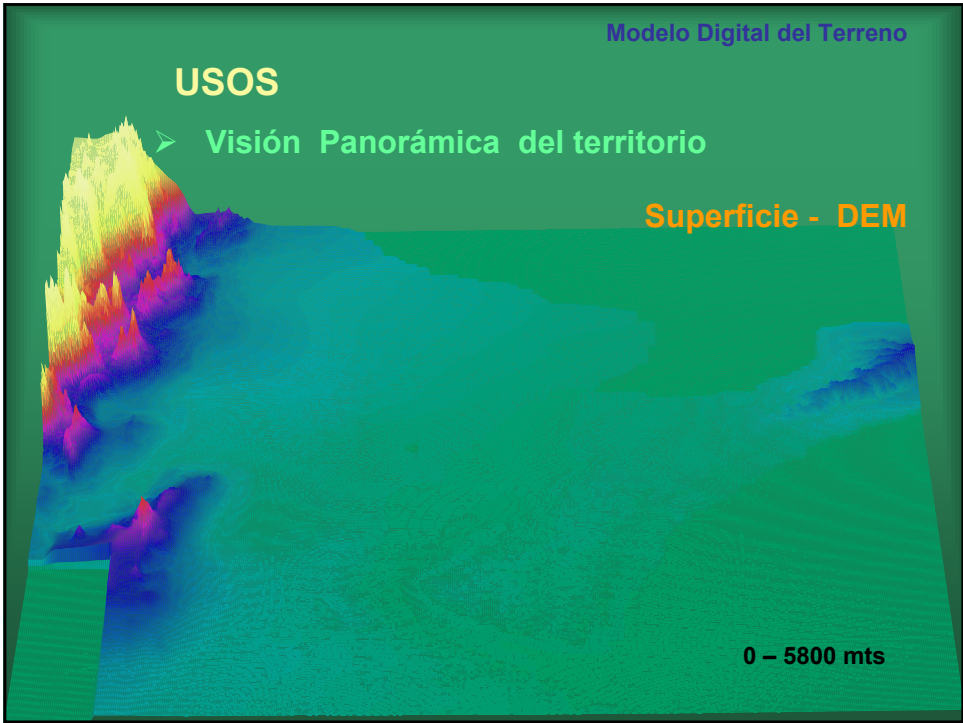 Modelo Digital del Terreno
USOS
➢ Visión Panorámica del territorio
Superficie - DEM
0 – 5800 mts